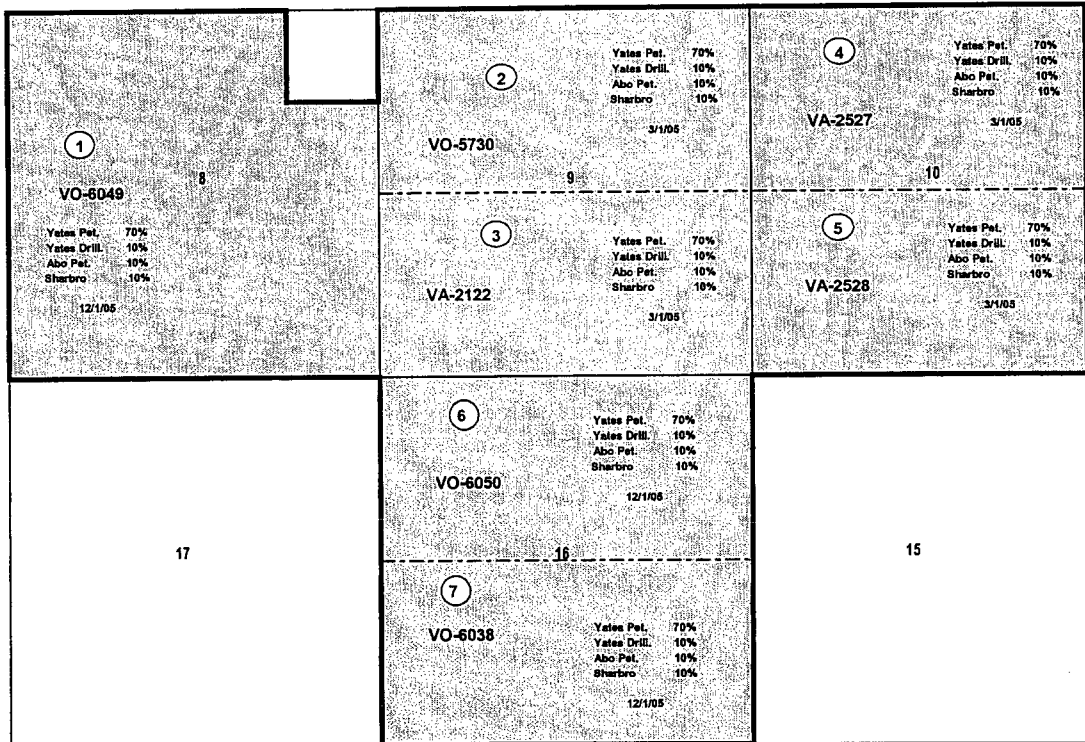 1
VO-6049
8
Yates Pet. 70%
Yates Drill. 10%
Abo Pet. 10%
Sharbro 10%
12/1/05
2
VO-5730
Yates Pet. 70%
Yates Drill. 10%
Abo Pet. 10%
Sharbro 10%
3/1/05
9
3
VA-2122
Yates Pet. 70%
Yates Drill. 10%
Abo Pet. 10%
Sharbro 10%
3/1/05
4
VA-2527
Yates Pet. 70%
Yates Drill. 10%
Abo Pet. 10%
Sharbro 10%
3/1/05
10
5
VA-2528
Yates Pet. 70%
Yates Drill. 10%
Abo Pet. 10%
Sharbro 10%
3/1/05
17
6
VO-6050
Yates Pet. 70%
Yates Drill. 10%
Abo Pet. 10%
Sharbro 10%
12/1/05
16
7
VO-6038
Yates Pet. 70%
Yates Drill. 10%
Abo Pet. 10%
Sharbro 10%
12/1/05
15